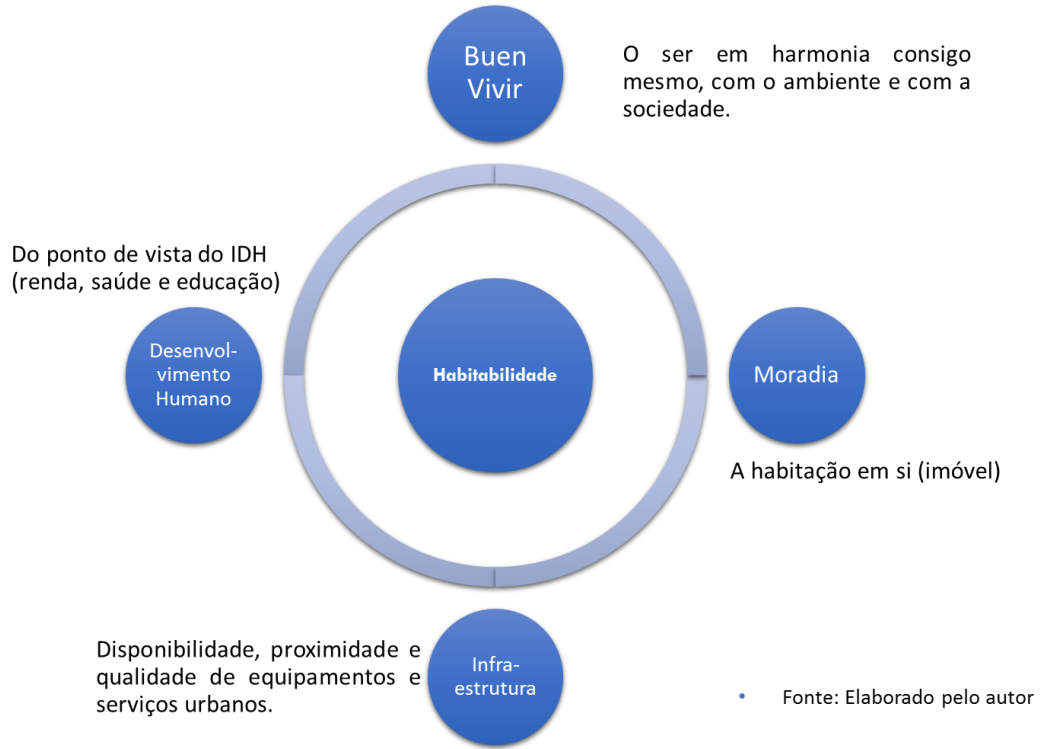 Buen
Vivir
O ser em harmonia consigo
mesmo, com o ambiente e com a
sociedade.
Do ponto de vista do IDH
(renda, saúde e educação)
Desenvol-
vimento
Humano
Habitabilidade
Moradia
A habitação em si (imóvel)
Disponibilidade, proximidade e
qualidade de equipamentos e
serviços urbanos.
Infra-
estrutura
• Fonte: Elaborado pelo autor